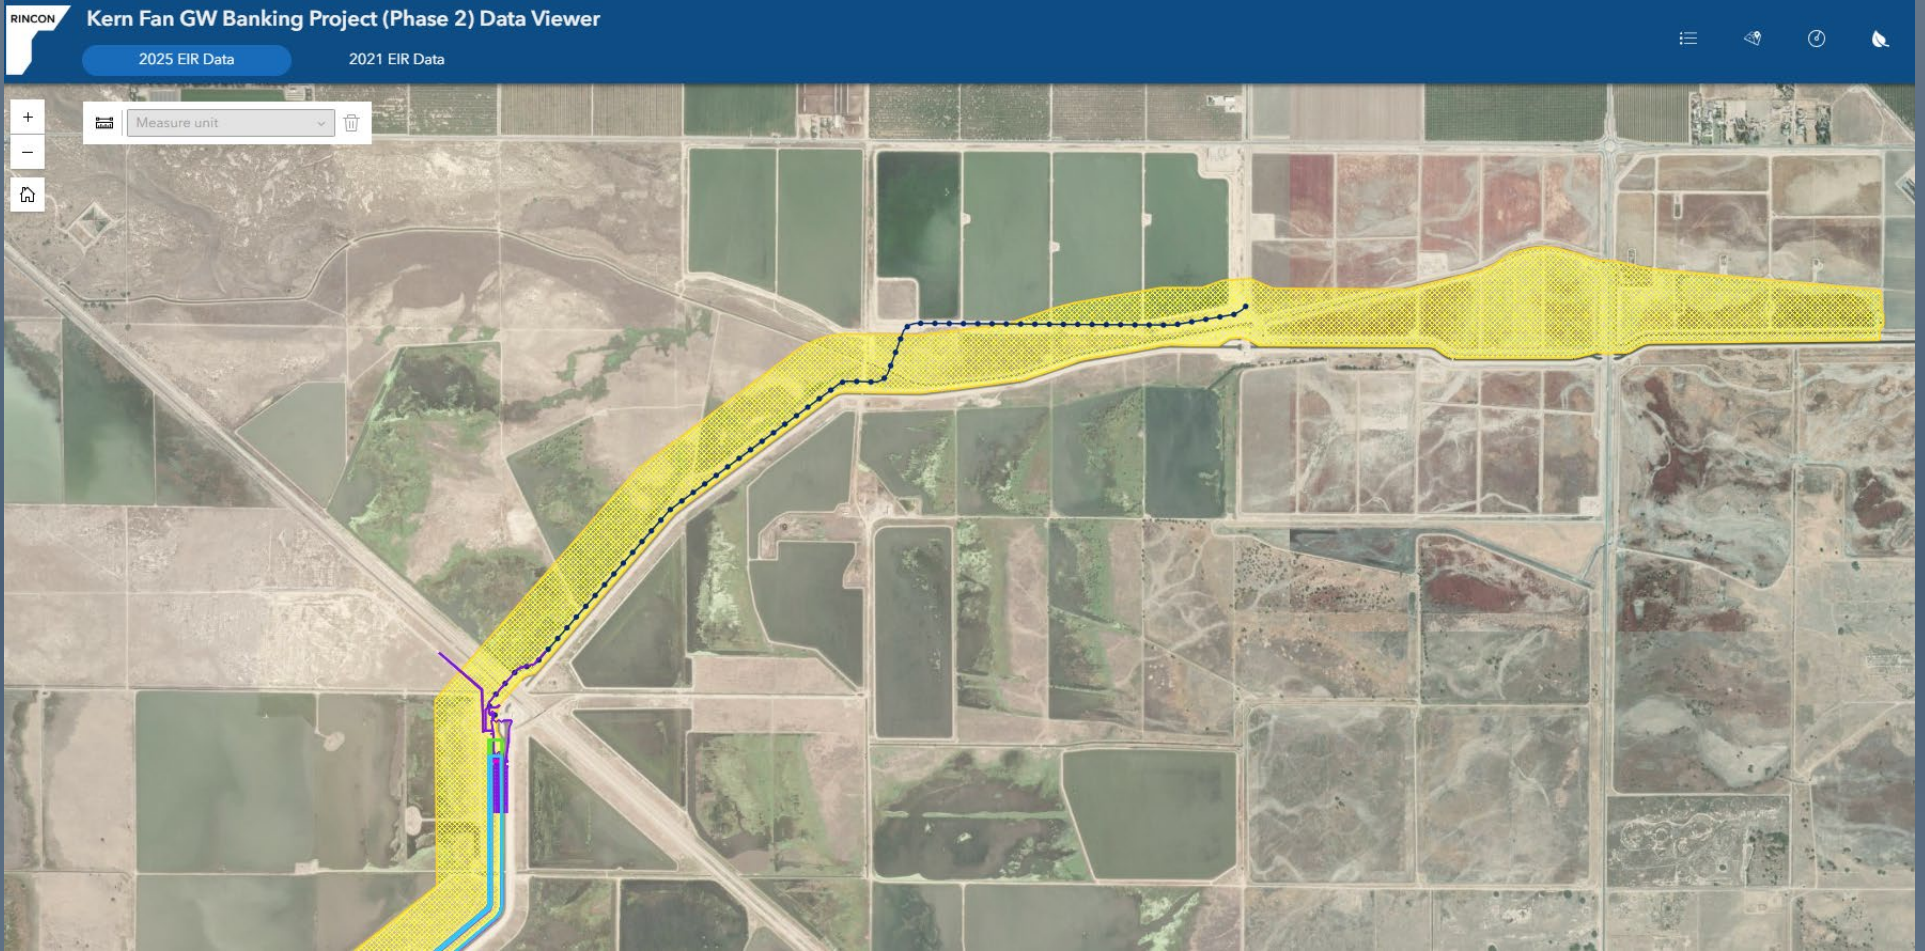 RINCON
Kern Fan GW Banking Project (Phase 2) Data Viewer
2025 EIR Data
2021 EIR Data
+
Measure unit
−